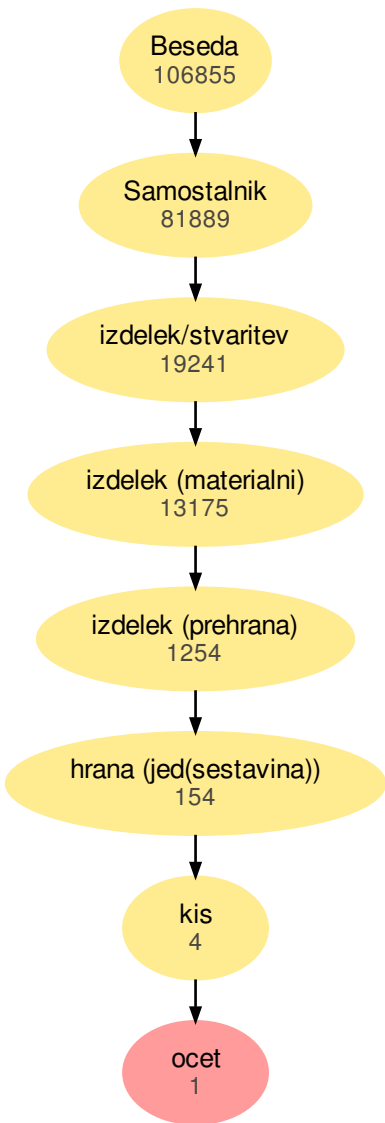 Beseda
106855
Samostalnik
81889
izdelek/stvaritev
19241
izdelek (materialni)
13175
izdelek (prehrana)
1254
hrana (jed(sestavina))
154
kis
4
ocet
1